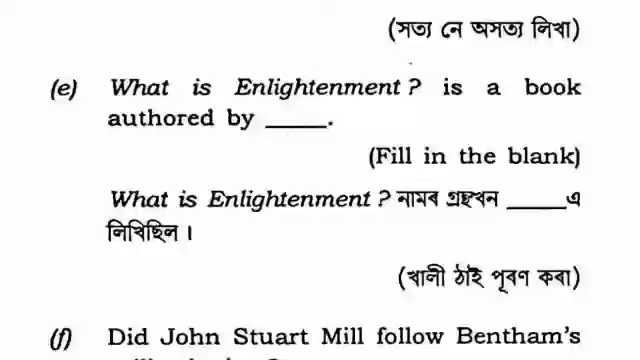 (সত্য নে অসত্য লিখা)
(e) What is Enlightenment? is a book
authored by _____.
(Fill in the blank)
What is Enlightenment? নামৰ গ্ৰন্থখন _____এ
লিখিছিল ।
(খালী ঠাই পূৰণ কৰা)
(f) Did John Stuart Mill follow Bentham's